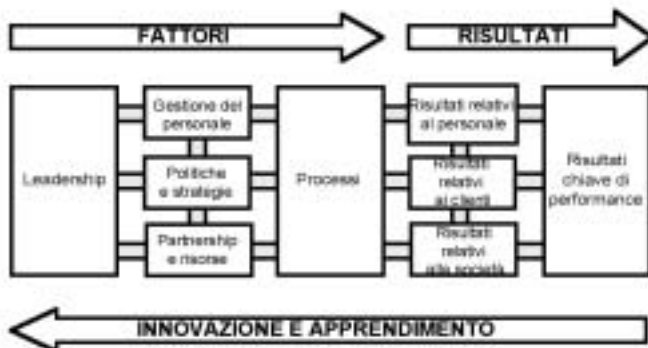 FATTORI
RISULTATI
Leadership
Gestione del
personale
Politiche
e strategie
Partnership
e risorse
Processi
Risultati relativi
al personale
Risultati
relativi
ai clienti
Risultati
relativi
alla società
Risultati
chiave di
performance
INNOVAZIONE E APPRENDIMENTO